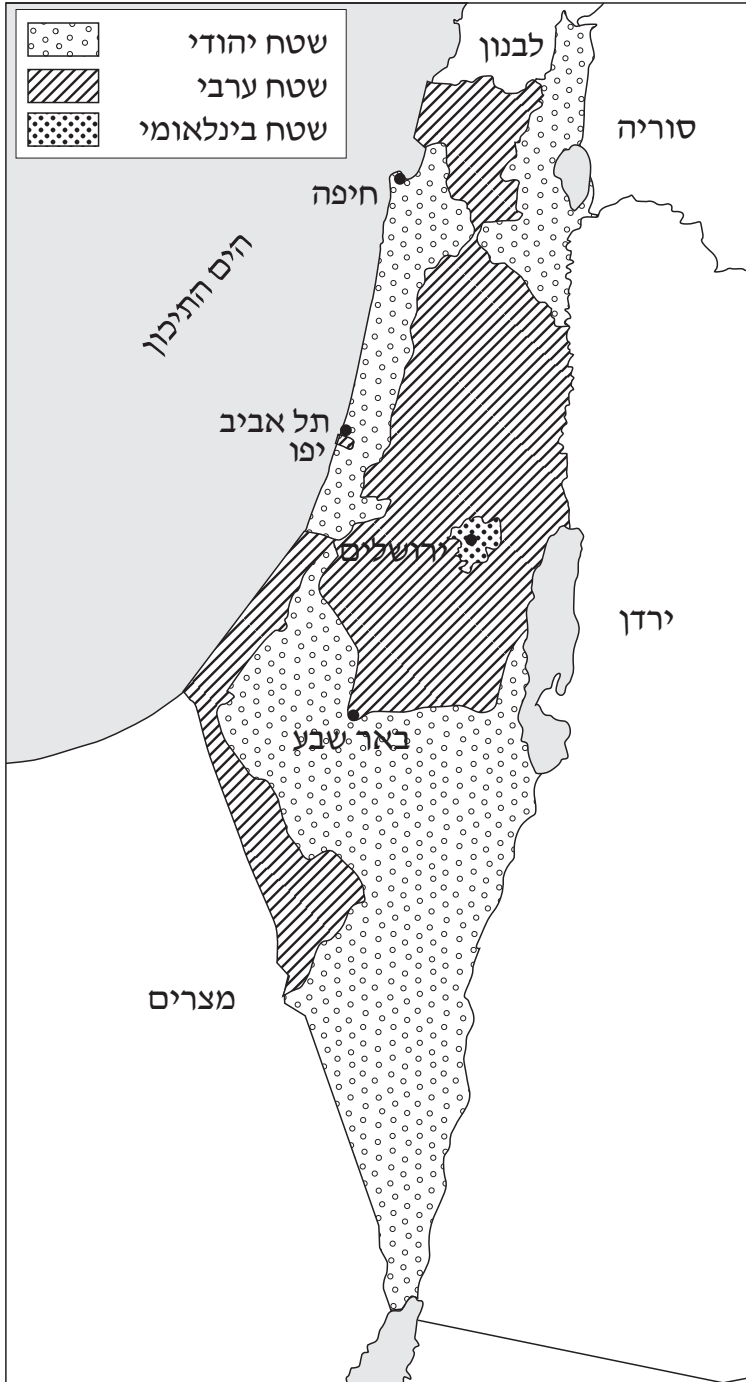 שטח יהודי
שטח ערבי
שטח בינלאומי
לבנון
סוריה
חיפה
הים התיכון
תל אביב
יפו
ירושלים
ירדן
באר שבע
מצרים